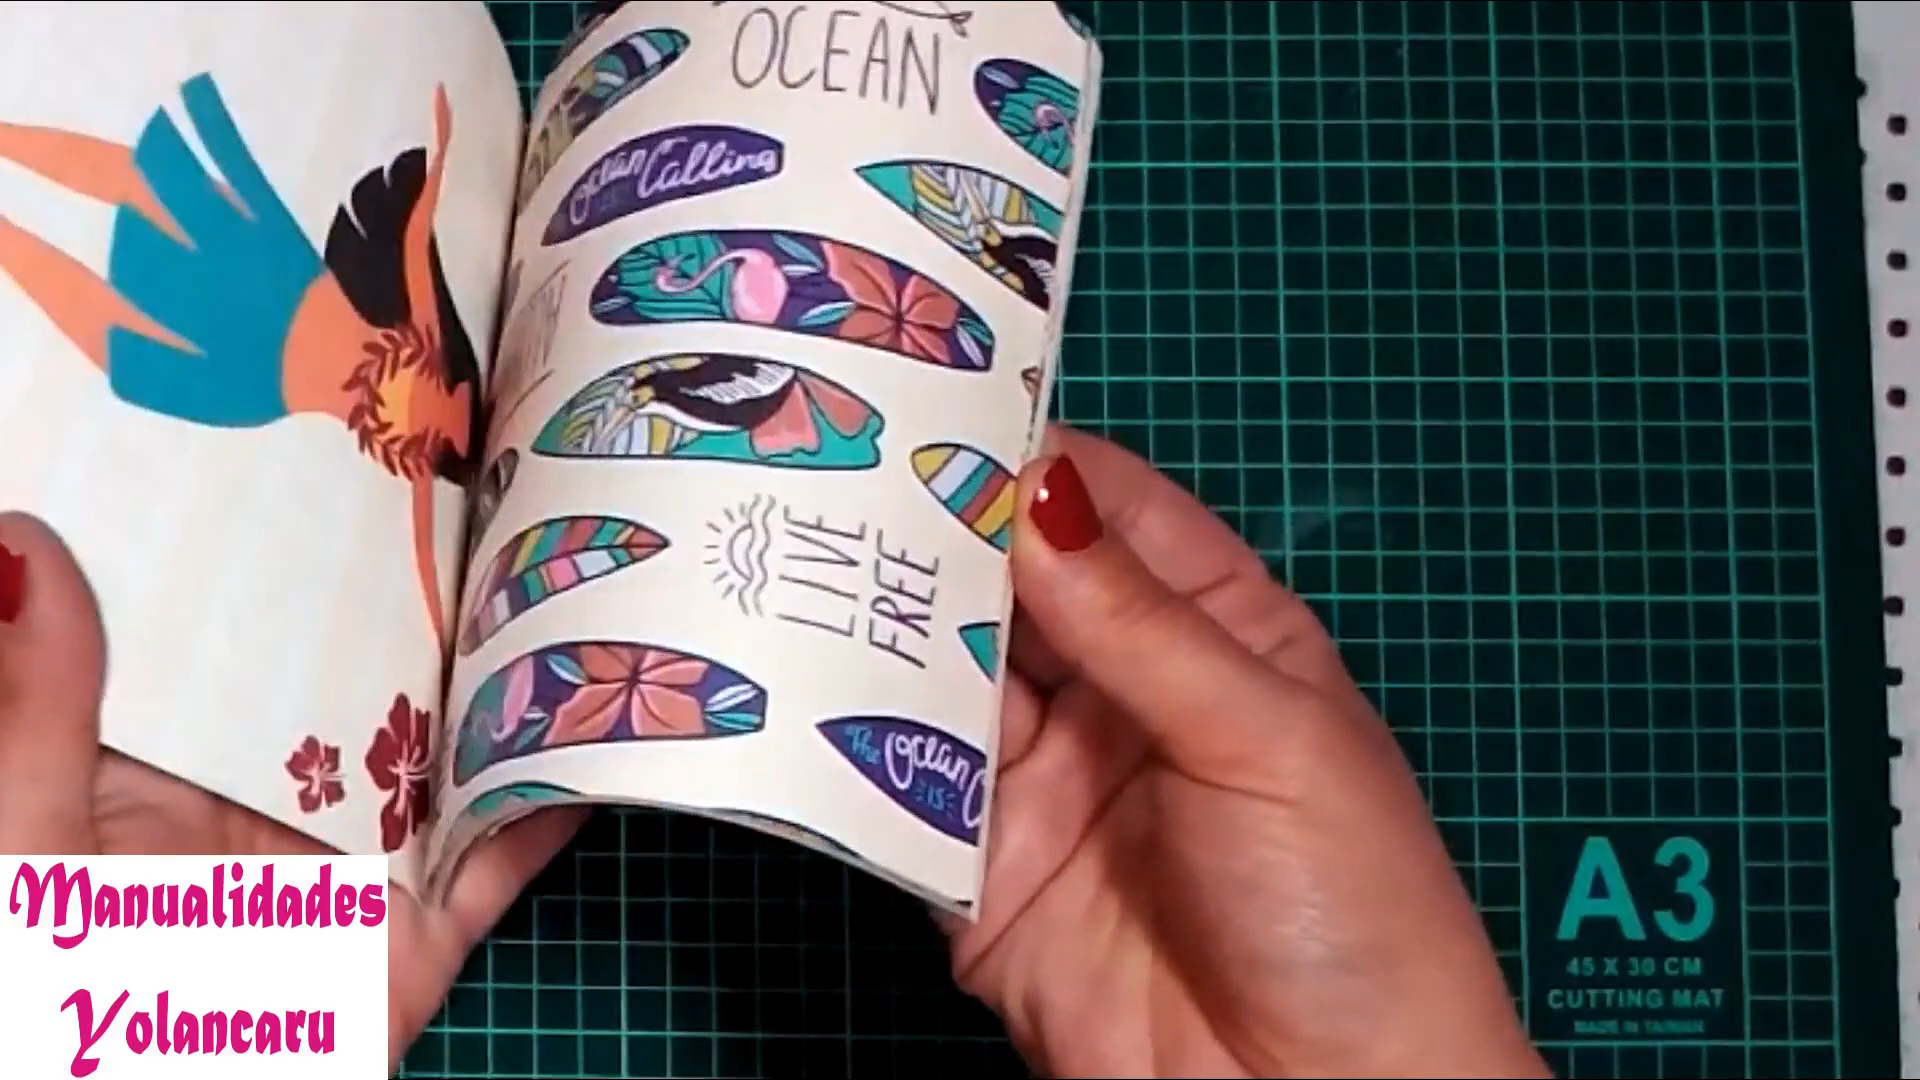 OCEAN
Ocean
is
Calling
LIVE
FREE
The
Ocean
is
A3
45 X 30 CM
CUTTING MAT
MADE IN TAIWAN
Manualidades
Yolancaru